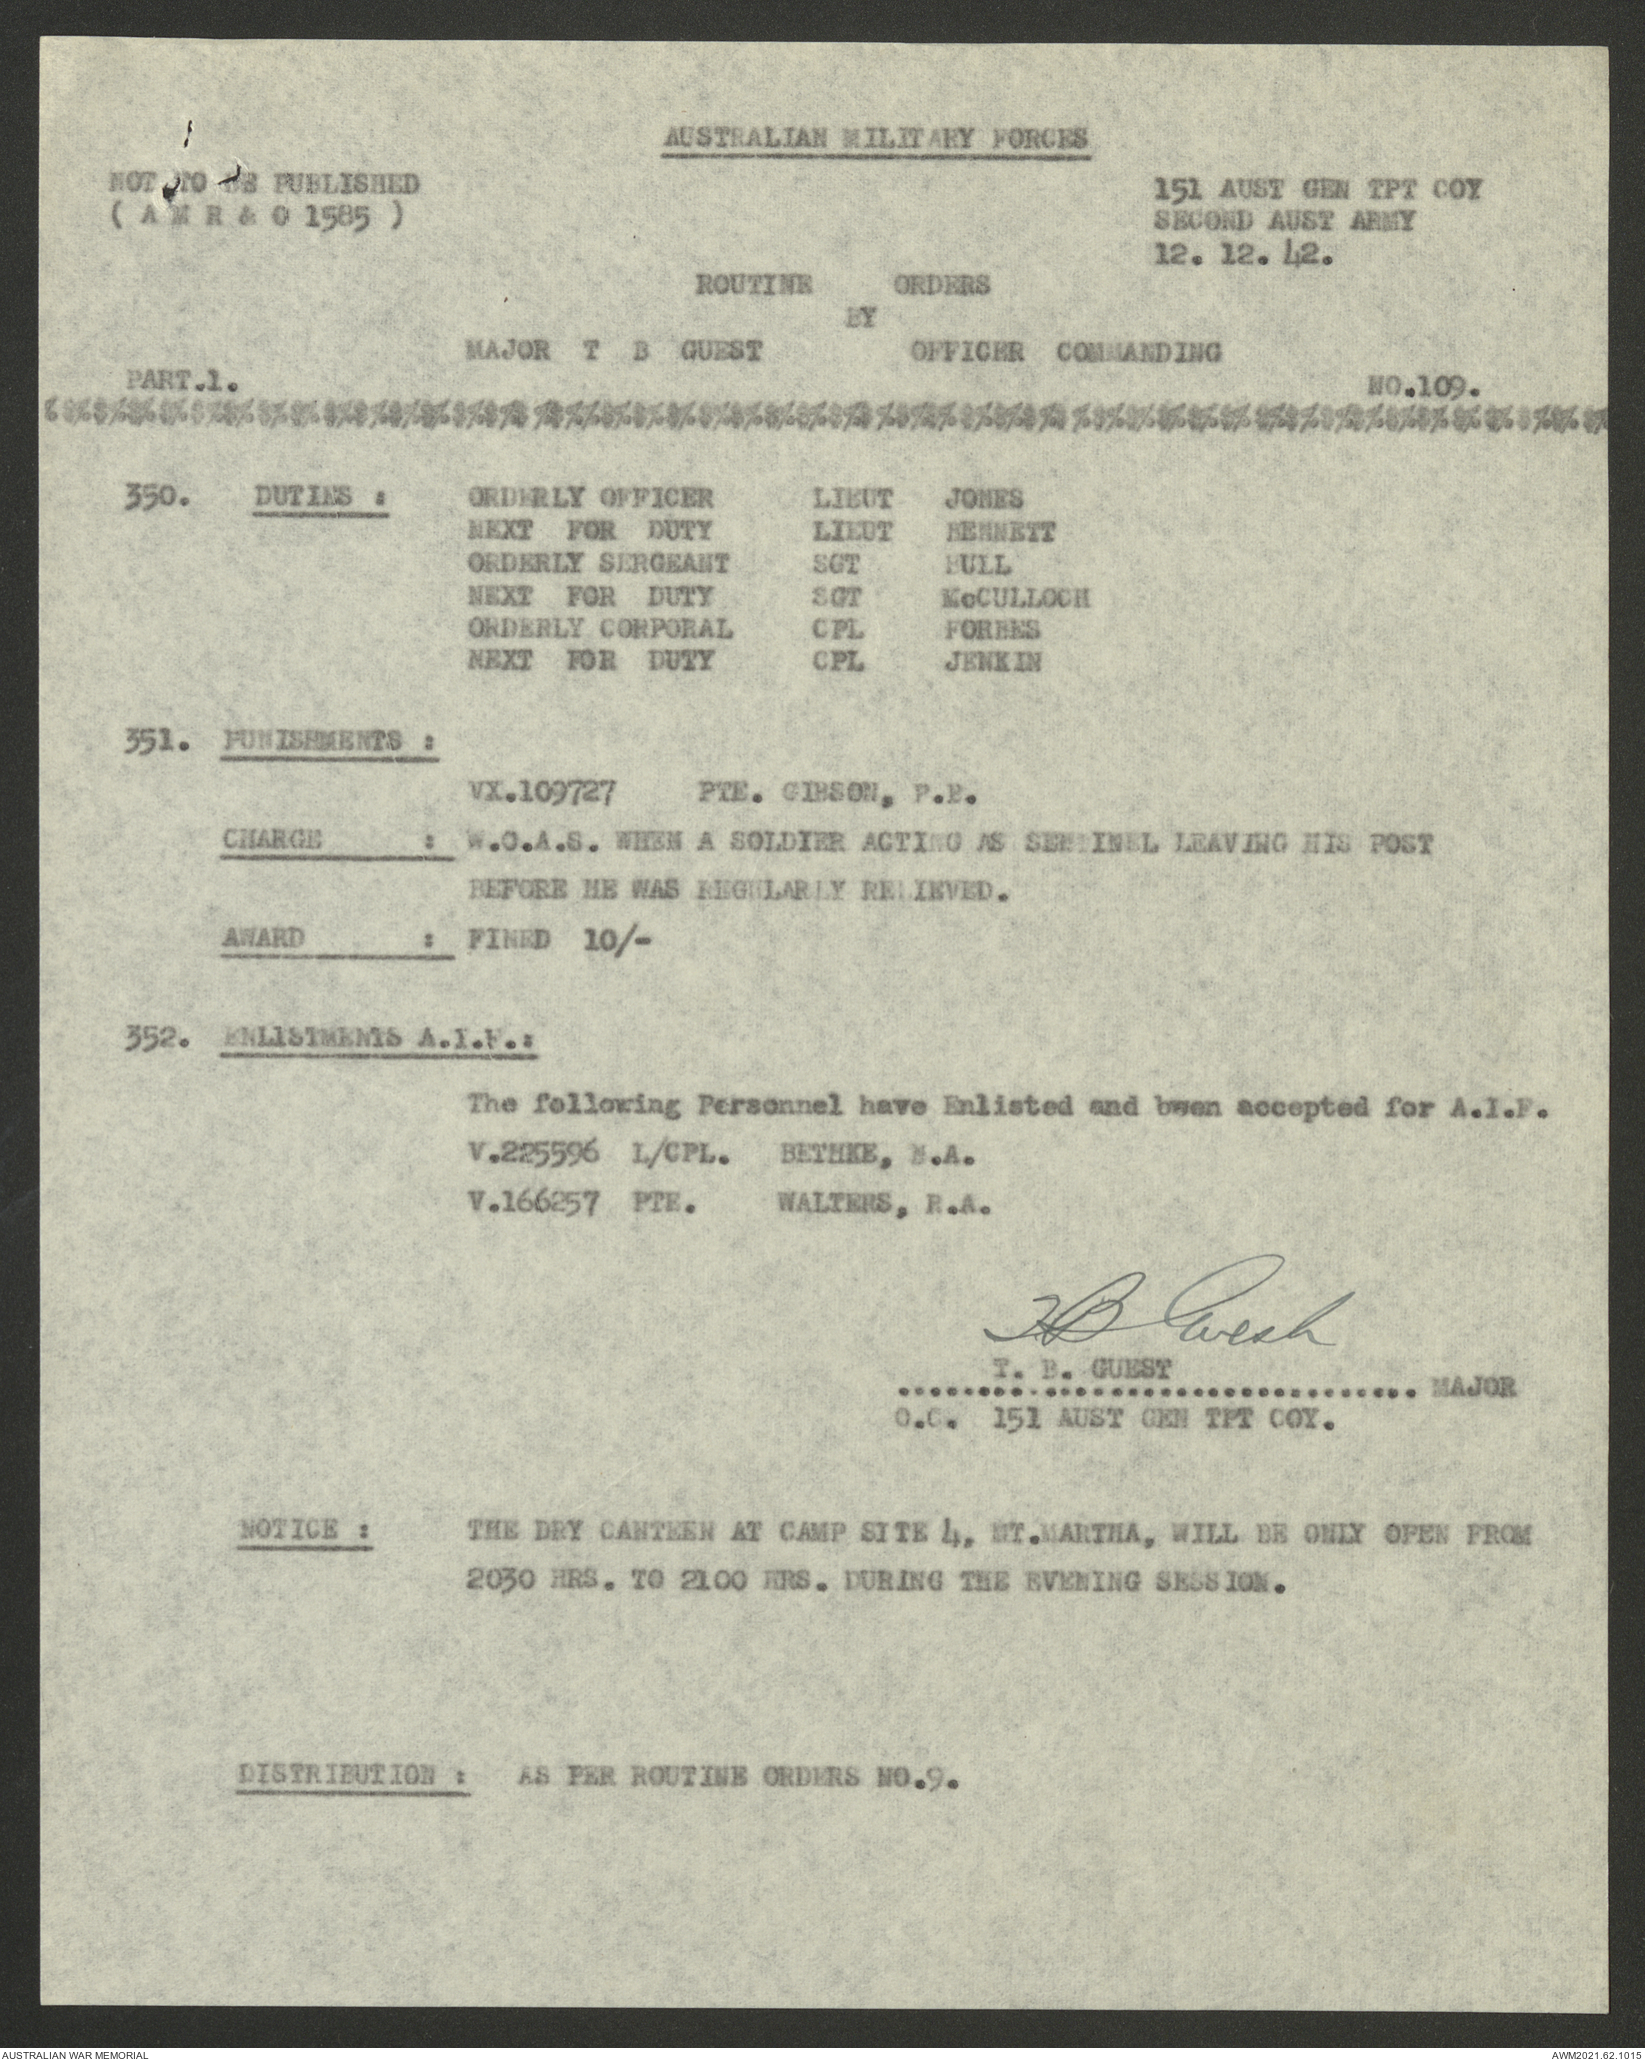 AUSTRALIAN MILITARY FORCES
NOT TO BE PUBLISHED
( A M R & O 1585 )
151 AUST GEN TPT COY
SECOND AUST ARMY
12. 12. 42.
ROUTINE ORDERS
BY
MAJOR T B GUEST OFFICER COMMANDING
PART.1. NO.109.
350. DUTIES : ORDERLY OFFICER LIEUT JONES
NEXT FOR DUTY LIEUT BENNETT
ORDERLY SERGEANT SGT BULL
NEXT FOR DUTY SGT McCULLOCH
ORDERLY CORPORAL CPL FORBES
NEXT FOR DUTY CPL JENKIN
351. PUNISHMENTS :
VX.109727 PTE. GIBSON,
CHARGE : W.O.A.S. WHEN A SOLDIER ACTING AS SENTINEL LEAVING HIS POST
BEFORE HE WAS REGULARLY RELIEVED.
AWARD : FINED 10/-
352. ENLISTMENTS A.I.F.:
The following Personnel have Enlisted and been accepted for A.I.F.
V.225596 L/CPL. BETHKE,
V.166257 PTE. WALTERS, R.A.
T B Guest
T. B. GUEST
.................................. MAJOR
O.C. 151 AUST GEN TPT COY.
NOTICE : THE DRY CANTEEN AT CAMP SITE 4, MT.MARTHA, WILL BE ONLY OPEN FROM
2030 HRS. TO 2100 HRS. DURING THE EVENING SESSION.
DISTRIBUTION : AS PER ROUTINE ORDERS NO.9.
AUSTRALIAN WAR MEMORIAL AWM2021.62.1015